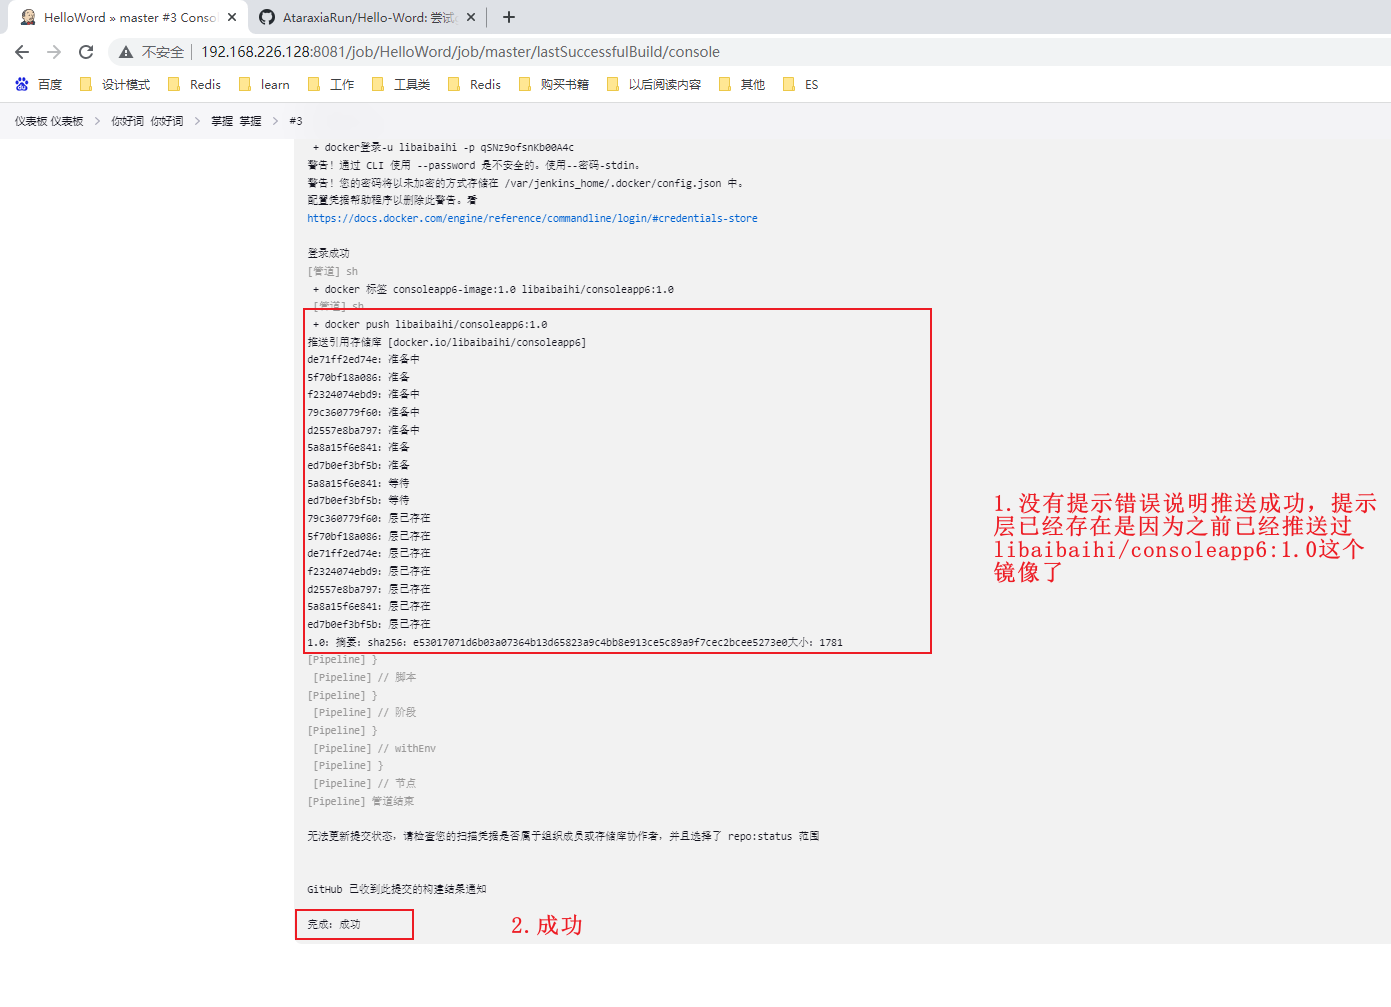 HelloWord » master #3 Conso
AtaraxiaRun/Hello-Word: 尝试
不安全 192.168.226.128:8081/job/HelloWord/job/master/lastSuccessfulBuild/console
百度 设计模式 Redis learn 工作 工具类 Redis 购买书籍 以后阅读内容 其他 ES
仪表板 仪表板 > 你好词 你好词 > 掌握 掌握 > #3
+ docker登录-u libaibaihi -p qSNz9ofsnKb00A4c
警告！通过 CLI 使用 --password 是不安全的。使用--密码-stdin。
警告！您的密码将以未加密的方式存储在 /var/jenkins_home/.docker/config.json 中。
配置凭据帮助程序以删除此警告。看
https://docs.docker.com/engine/reference/commandline/login/#credentials-store
登录成功
[管道] sh
+ docker 标签 consoleapp6-image:1.0 libaibaihi/consoleapp6:1.0
[管道] sh
+ docker push libaibaihi/consoleapp6:1.0
推送引用存储库 [docker.io/libaibaihi/consoleapp6]
de71ff2ed74e: 准备中
5f70bf18a086: 准备
f2324074ebd9: 准备中
79c360779f60: 准备中
d2557e8ba797: 准备中
5a8a15f6e841: 准备
ed7b0ef3bf5b: 准备
5a8a15f6e841: 等待
ed7b0ef3bf5b: 等待
79c360779f60: 层已存在
5f70bf18a086: 层已存在
de71ff2ed74e: 层已存在
f2324074ebd9: 层已存在
d2557e8ba797: 层已存在
5a8a15f6e841: 层已存在
ed7b0ef3bf5b: 层已存在
1.0: 摘要: sha256: e53017071d6b03a07364b13d65823a9c4bb8e913ce5c89a9f7cec2bcee5273e0大小: 1781
1.没有提示错误说明推送成功，提示
层已经存在是因为之前已经推送过
libaibaihi/consoleapp6:1.0这个
镜像了
[Pipeline] }
[Pipeline] // 脚本
[Pipeline] }
[Pipeline] // 阶段
[Pipeline] }
[Pipeline] // withEnv
[Pipeline] }
[Pipeline] // 节点
[Pipeline] 管道结束
无法更新提交状态，请检查您的扫描凭据是否属于组织成员或存储库协作者，并且选择了 repo:status 范围
GitHub 已收到此提交的构建结果通知
完成: 成功
2.成功